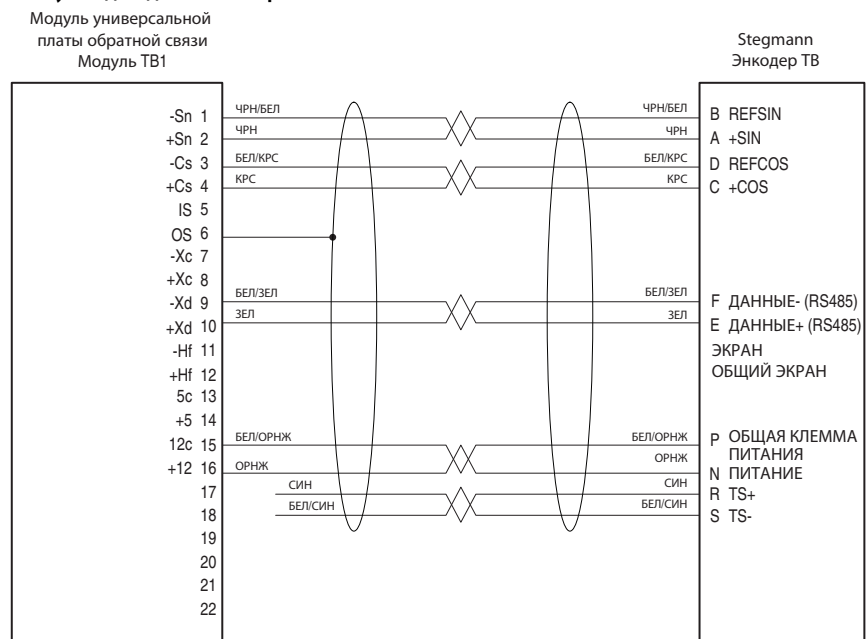 Модуль универсальной
платы обратной связи
Модуль TB1
Stegmann
Энкодер TB
-Sn 1
+Sn 2
-Cs 3
+Cs 4
IS 5
OS 6
-Xc 7
+Xc 8
-Xd 9
+Xd 10
-Hf 11
+Hf 12
5c 13
+5 14
12c 15
+12 16
17
18
19
20
21
22
ЧРН/БЕЛ
ЧРН
БЕЛ/КРС
КРС
БЕЛ/ЗЕЛ
ЗЕЛ
БЕЛ/ОРНЖ
ОРНЖ
СИН
БЕЛ/СИН
ЧРН/БЕЛ
ЧРН
БЕЛ/КРС
КРС
БЕЛ/ЗЕЛ
ЗЕЛ
БЕЛ/ОРНЖ
ОРНЖ
СИН
БЕЛ/СИН
B REFSIN
A +SIN
D REFCOS
C +COS
F ДАННЫЕ- (RS485)
E ДАННЫЕ+ (RS485)
ЭКРАН
ОБЩИЙ ЭКРАН
P ОБЩАЯ КЛЕММА
ПИТАНИЯ
N ПИТАНИЕ
R TS+
S TS-